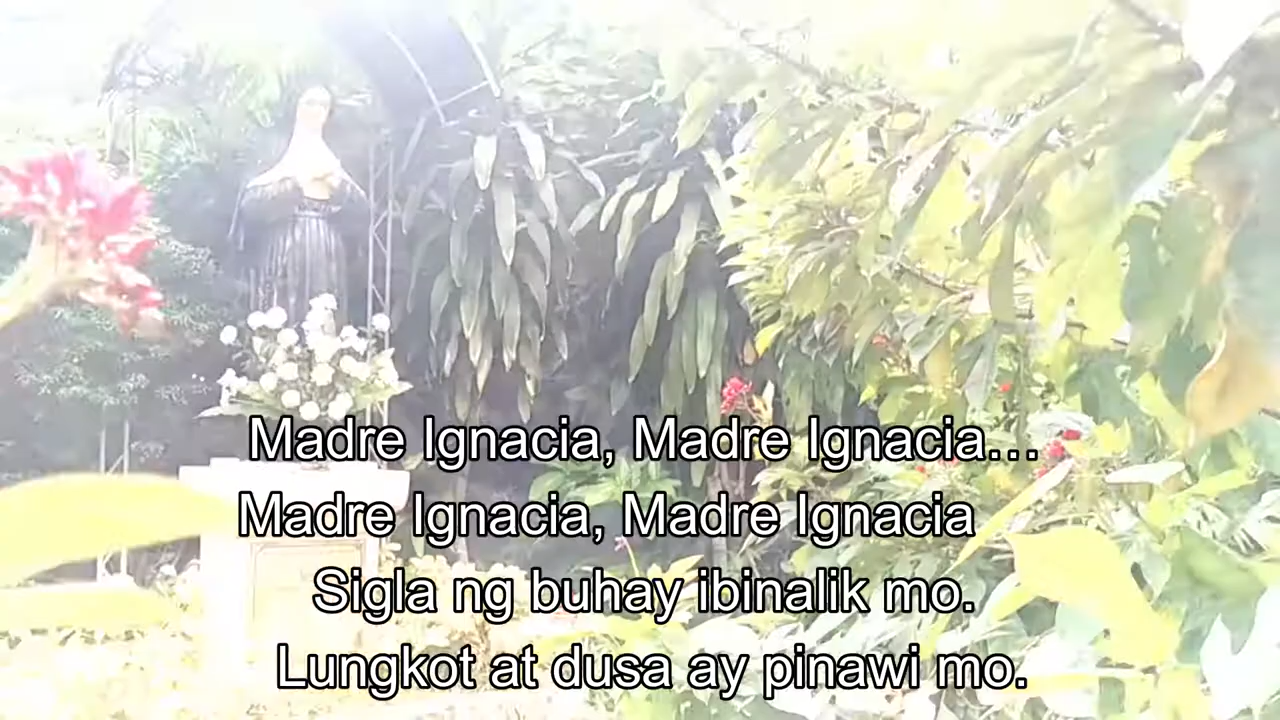 Madre Ignacia, Madre Ignacia…
Madre Ignacia, Madre Ignacia
Sigla ng buhay ibinalik mo.
Lungkot at dusa ay pinawi mo.